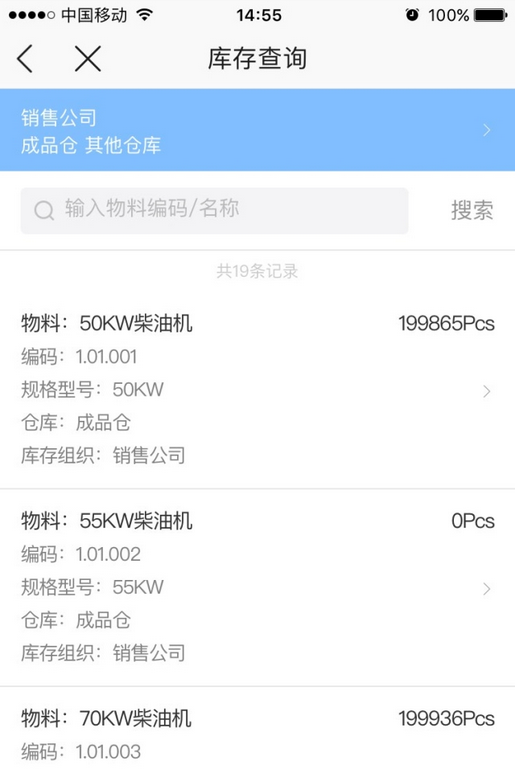 中国移动 14:55 100%
库存查询
销售公司
成品仓 其他仓库
输入物料编码/名称 搜索
共19条记录
物料：50KW柴油机 199865Pcs
编码：1.01.001
规格型号：50KW
仓库：成品仓
库存组织：销售公司
物料：55KW柴油机 0Pcs
编码：1.01.002
规格型号：55KW
仓库：成品仓
库存组织：销售公司
物料：70KW柴油机 199936Pcs
编码：1.01.003